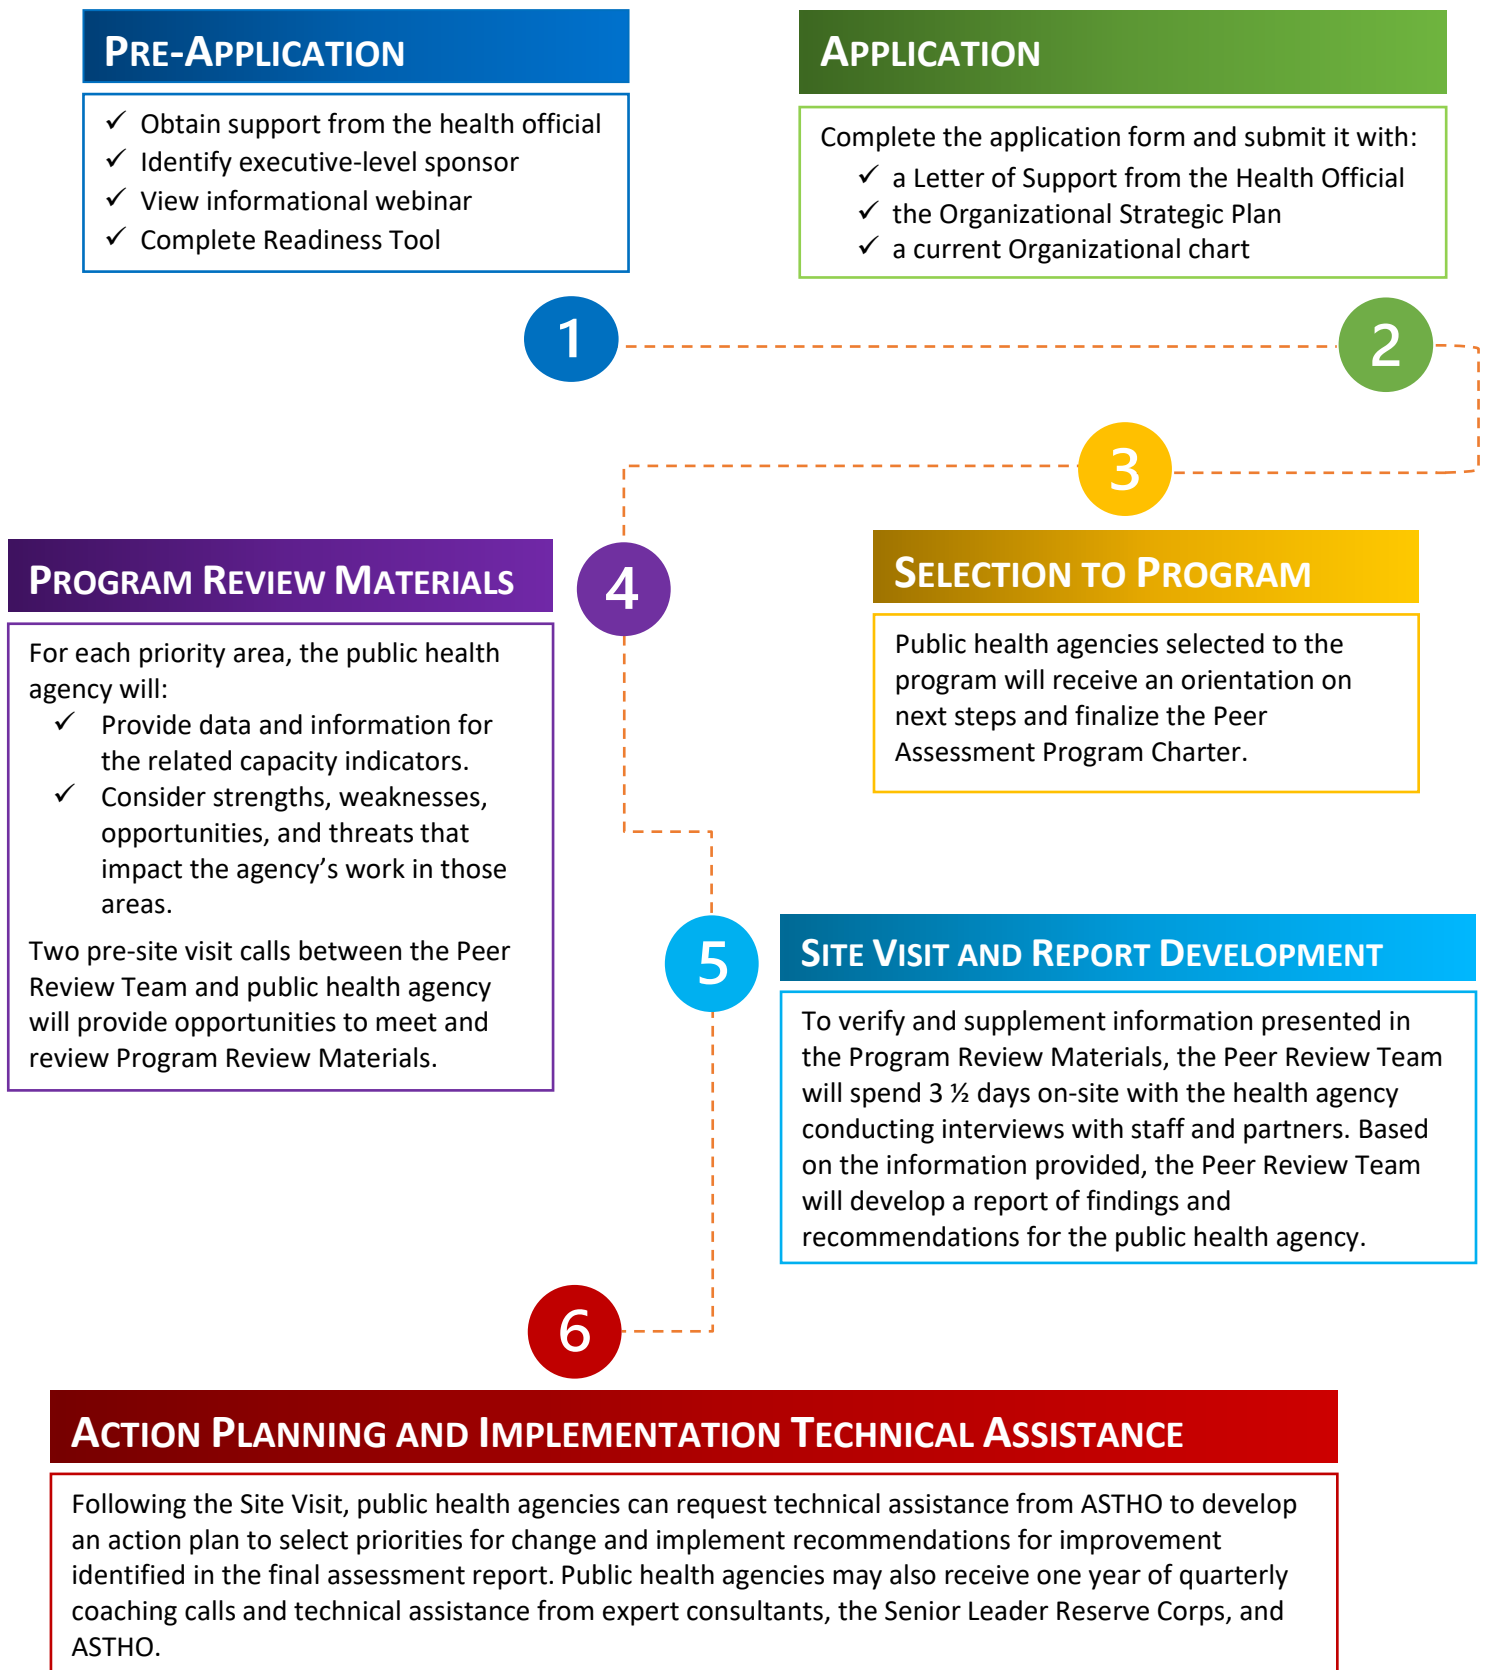 PRE-APPLICATION
✓ Obtain support from the health official
✓ Identify executive-level sponsor
✓ View informational webinar
✓ Complete Readiness Tool
APPLICATION
Complete the application form and submit it with:
✓ a Letter of Support from the Health Official
✓ the Organizational Strategic Plan
✓ a current Organizational chart
1
2
3
SELECTION TO PROGRAM
Public health agencies selected to the
program will receive an orientation on
next steps and finalize the Peer
Assessment Program Charter.
4
PROGRAM REVIEW MATERIALS
For each priority area, the public health
agency will:
✓ Provide data and information for
the related capacity indicators.
✓ Consider strengths, weaknesses,
opportunities, and threats that
impact the agency’s work in those
areas.
Two pre-site visit calls between the Peer
Review Team and public health agency
will provide opportunities to meet and
review Program Review Materials.
5
SITE VISIT AND REPORT DEVELOPMENT
To verify and supplement information presented in
the Program Review Materials, the Peer Review Team
will spend 3 ½ days on-site with the health agency
conducting interviews with staff and partners. Based
on the information provided, the Peer Review Team
will develop a report of findings and
recommendations for the public health agency.
6
ACTION PLANNING AND IMPLEMENTATION TECHNICAL ASSISTANCE
Following the Site Visit, public health agencies can request technical assistance from ASTHO to develop
an action plan to select priorities for change and implement recommendations for improvement
identified in the final assessment report. Public health agencies may also receive one year of quarterly
coaching calls and technical assistance from expert consultants, the Senior Leader Reserve Corps, and
ASTHO.